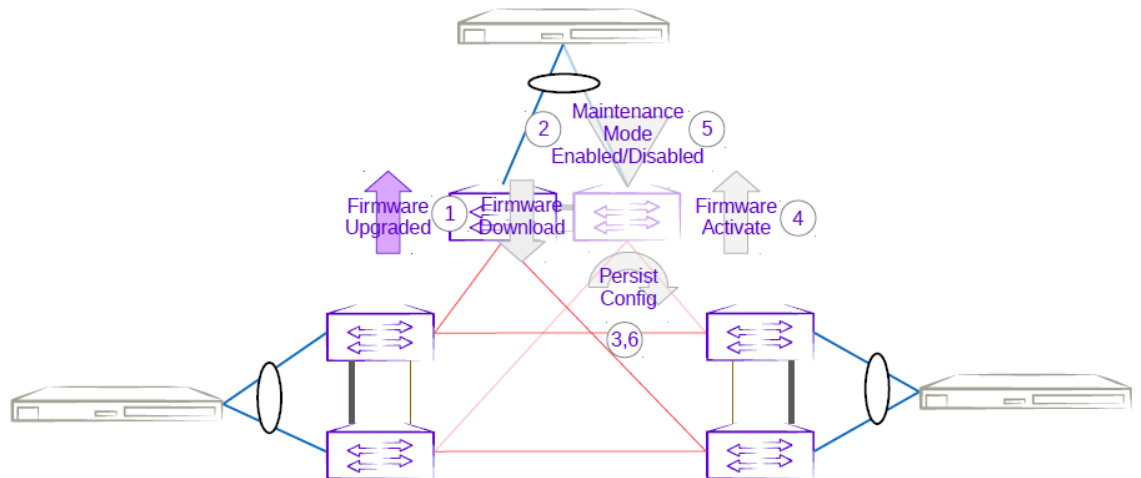 Maintenance
Mode
Enabled/Disabled
2
5
Firmware
Upgraded
1
Firmware
Download
Firmware
Activate
4
Persist
Config
3,6